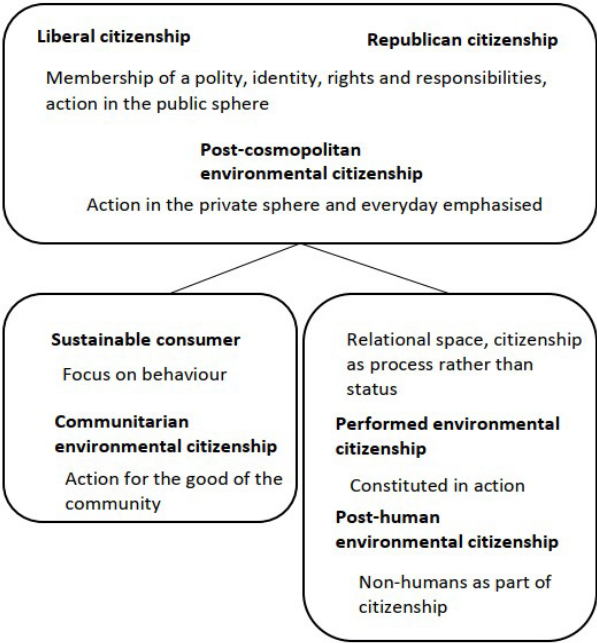 Liberal citizenship
Republican citizenship
Membership of a polity, identity, rights and responsibilities,
action in the public sphere
Post-cosmopolitan
environmental citizenship
Action in the private sphere and everyday emphasised
Sustainable consumer
Focus on behaviour
Communitarian
environmental citizenship
Action for the good of the
community
Relational space, citizenship
as process rather than
status
Performed environmental
citizenship
Constituted in action
Post-human
environmental citizenship
Non-humans as part of
citizenship